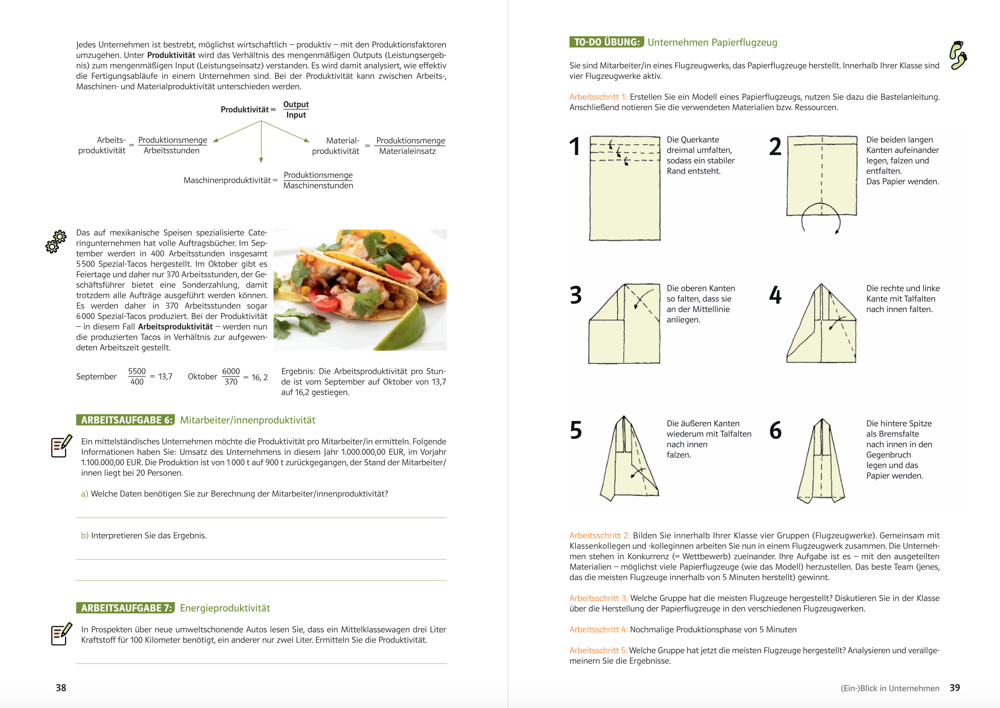 Jedes Unternehmen ist bestrebt, möglichst wirtschaftlich – produktiv – mit den Produktionsfaktoren
umzugehen. Unter Produktivität wird das Verhältnis des mengenmäßigen Outputs (Leistungsergeb-
nis) zum mengenmäßigen Input (Leistungseinsatz) verstanden. Es wird damit analysiert, wie effektiv
die Fertigungsabläufe in einem Unternehmen sind. Bei der Produktivität kann zwischen Arbeits-,
Maschinen- und Materialproduktivität unterschieden werden.
Produktivität =
Output
Input
Arbeits-
produktivität
=
Produktionsmenge
Arbeitsstunden
Material-
produktivität
=
Produktionsmenge
Materialeinsatz
Maschinenproduktivität =
Produktionsmenge
Maschinenstunden
Das auf mexikanische Speisen spezialisierte Cate-
ringunternehmen hat volle Auftragsbücher. Im Sep-
tember werden in 400 Arbeitsstunden insgesamt
5 500 Spezial-Tacos hergestellt. Im Oktober gibt es
Feiertage und daher nur 370 Arbeitsstunden, der Ge-
schäftsführer bietet eine Sonderzahlung, damit
trotzdem alle Aufträge ausgeführt werden können.
Es werden daher in 370 Arbeitsstunden sogar
6 000 Spezial-Tacos produziert. Bei der Produktivität
– in diesem Fall Arbeitsproduktivität – werden nun
die produzierten Tacos in Verhältnis zur aufgewen-
deten Arbeitszeit gestellt.
September
5500
400
= 13,7
Oktober
6000
370
= 16, 2
Ergebnis: Die Arbeitsproduktivität pro Stun-
de ist vom September auf Oktober von 13,7
auf 16,2 gestiegen.
ARBEITSAUFGABE 6: Mitarbeiter/innenproduktivität
Ein mittelständisches Unternehmen möchte die Produktivität pro Mitarbeiter/in ermitteln. Folgende
Informationen haben Sie: Umsatz des Unternehmens in diesem Jahr 1.000.000,00 EUR, im Vorjahr
1.100.000,00 EUR. Die Produktion ist von 1 000 t auf 900 t zurückgegangen, der Stand der Mitarbeiter/
innen liegt bei 20 Personen.
a) Welche Daten benötigen Sie zur Berechnung der Mitarbeiter/innenproduktivität?
b) Interpretieren Sie das Ergebnis.
ARBEITSAUFGABE 7: Energieproduktivität
In Prospekten über neue umweltschonende Autos lesen Sie, dass ein Mittelklassewagen drei Liter
Kraftstoff für 100 Kilometer benötigt, ein anderer nur zwei Liter. Ermitteln Sie die Produktivität.
38
TO-DO ÜBUNG: Unternehmen Papierflugzeug
Sie sind Mitarbeiter/in eines Flugzeugwerks, das Papierflugzeuge herstellt. Innerhalb Ihrer Klasse sind
vier Flugzeugwerke aktiv.
Arbeitsschritt 1: Erstellen Sie ein Modell eines Papierflugzeugs, nutzen Sie dazu die Bastelanleitung.
Anschließend notieren Sie die verwendeten Materialien bzw. Ressourcen.
1
Die Querkante
dreimal umfalten,
sodass ein stabiler
Rand entsteht.
2
Die beiden langen
Kanten aufeinander
legen, falzen und
entfalten.
Das Papier wenden.
3
Die oberen Kanten
so falten, dass sie
an der Mittellinie
anliegen.
4
Die rechte und linke
Kante mit Talfalten
nach innen falten.
5
Die äußeren Kanten
wiederum mit Talfalten
nach innen
falzen.
6
Die hintere Spitze
als Bremsfalte
nach innen in den
Gegenbruch
legen und das
Papier wenden.
Arbeitsschritt 2: Bilden Sie innerhalb Ihrer Klasse vier Gruppen (Flugzeugwerke). Gemeinsam mit
Klassenkollegen und -kolleginnen arbeiten Sie nun in einem Flugzeugwerk zusammen. Die Unterneh-
men stehen in Konkurrenz (= Wettbewerb) zueinander. Ihre Aufgabe ist es – mit den ausgeteilten
Materialien – möglichst viele Papierflugzeuge (wie das Modell) herzustellen. Das beste Team (jenes,
das die meisten Flugzeuge innerhalb von 5 Minuten herstellt) gewinnt.
Arbeitsschritt 3: Welche Gruppe hat die meisten Flugzeuge hergestellt? Diskutieren Sie in der Klasse
über die Herstellung der Papierflugzeuge in den verschiedenen Flugzeugwerken.
Arbeitsschritt 4: Nochmalige Produktionsphase von 5 Minuten
Arbeitsschritt 5: Welche Gruppe hat jetzt die meisten Flugzeuge hergestellt? Analysieren und verallge-
meinern Sie die Ergebnisse.
(Ein-)Blick in Unternehmen 39